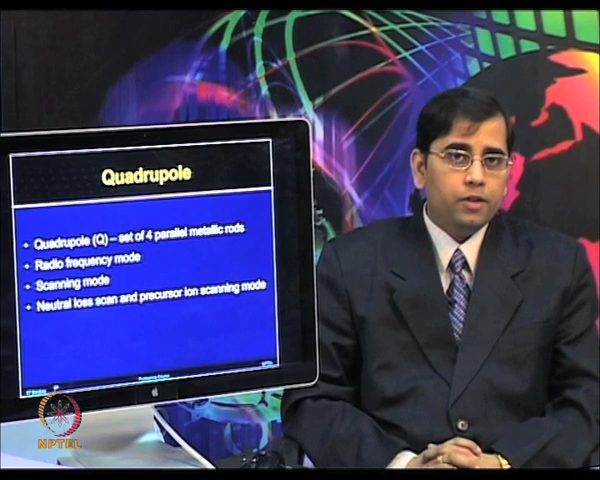 Quadrupole
Quadrupole (Q) – set of 4 parallel metallic rods
Radio frequency mode
Scanning mode
Neutral loss scan and precursor ion scanning mode
NPTEL